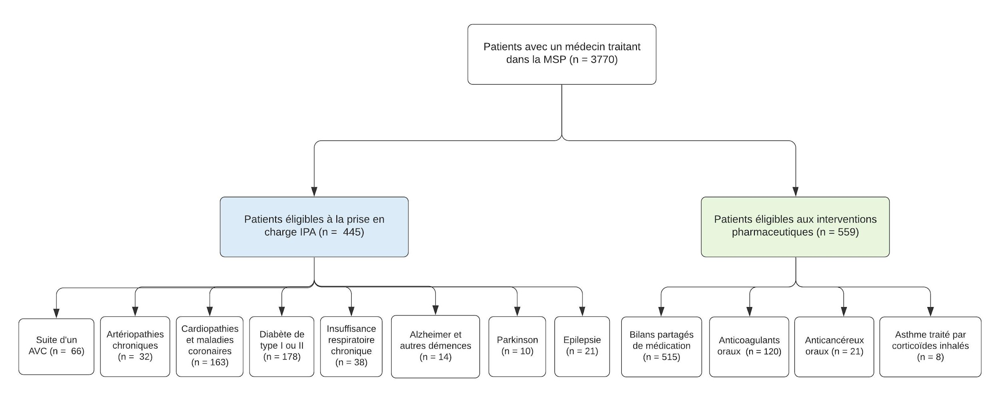 Patients avec un médecin traitant
dans la MSP (n = 3770)
Patients éligibles à la prise en
charge IPA (n =  445)
Patients éligibles aux interventions
pharmaceutiques (n = 559)
Suite d'un
AVC (n =  66)
Artériopathies
chroniques
(n =  32)
Cardiopathies
et maladies
coronaires
(n = 163)
Diabète de
type I ou II
(n = 178)
Insuffisance
respiratoire
chronique
(n = 38)
Alzheimer et
autres démences
(n = 14)
Parkinson
(n = 10)
Epilepsie
(n = 21)
Bilans partagés
de médication
(n = 515)
Anticoagulants
oraux  (n = 120)
Anticancéreux
oraux (n = 21)
Asthme traité par
corticoïdes inhalés
(n = 8)